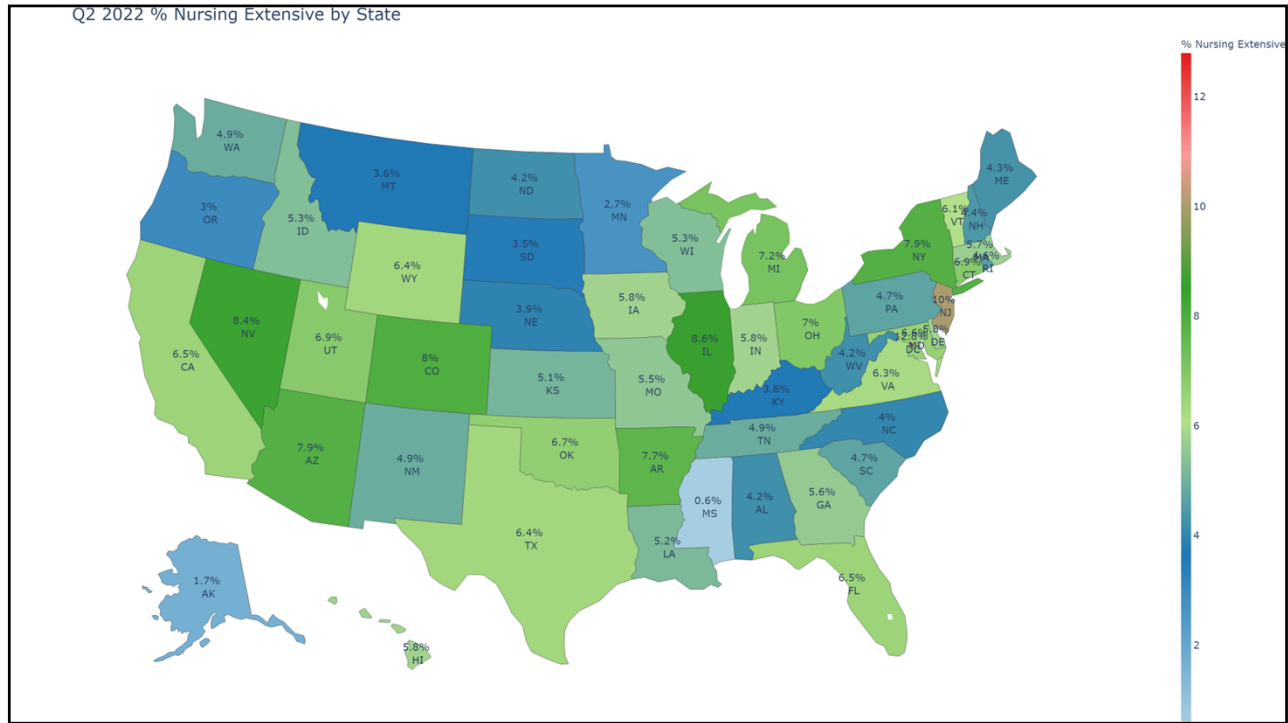 Q2 2022 % Nursing Extensive by State
% Nursing Extensive
12
10
8
6
4
2
4.9%
WA
3%
OR
5.3%
ID
3.6%
MT
4.2%
ND
2.7%
MN
3.5%
SD
5.3%
WI
7.2%
MI
6.4%
WY
3.9%
NE
5.8%
IA
8.4%
NV
6.5%
CA
6.9%
UT
8%
CO
5.1%
KS
5.5%
MO
8.6%
IL
5.8%
IN
7%
OH
4.7%
PA
7.9%
NY
6.1%
VT
4.4%
NH
4.3%
ME
5.7%
MA
4.6%
RI
6.9%
CT
10%
NJ
5.8%
DE
6.6%
MD
12.8%
DC
4.2%
WV
6.3%
VA
3.6%
KY
4%
NC
4.9%
TN
4.7%
SC
7.9%
AZ
4.9%
NM
6.7%
OK
7.7%
AR
0.6%
MS
4.2%
AL
5.6%
GA
6.4%
TX
5.2%
LA
6.5%
FL
1.7%
AK
5.8%
HI